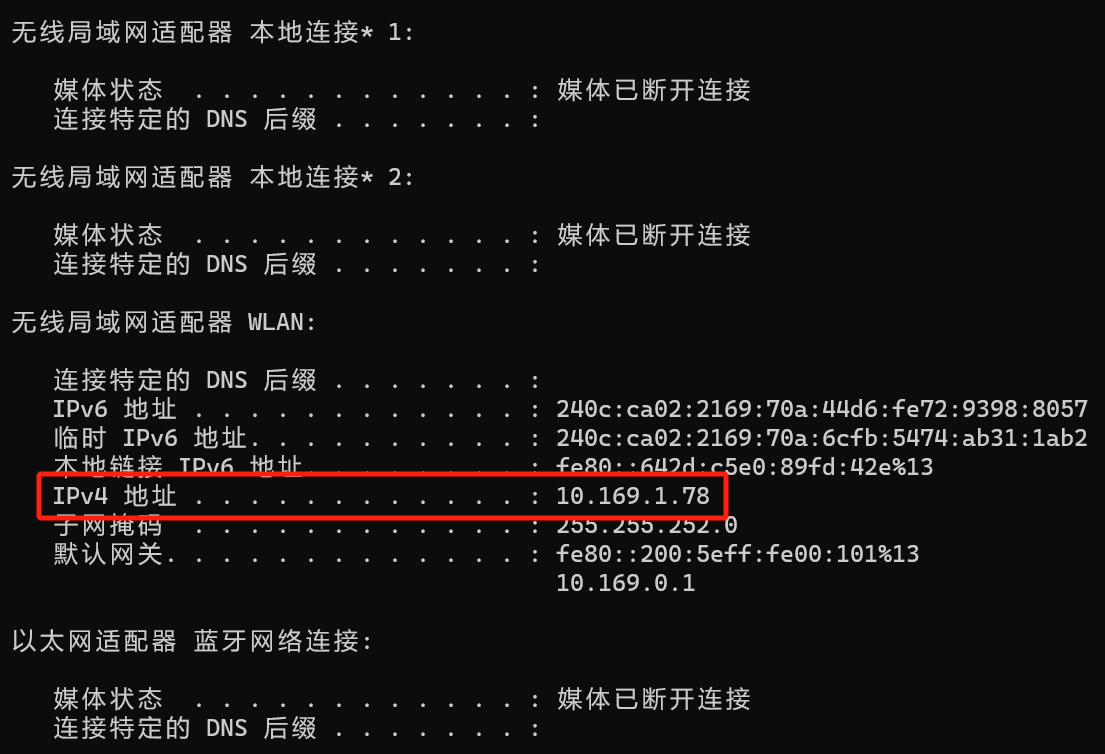 无线局域网适配器 本地连接* 1:
媒体状态  . . . . . . . . . . . . : 媒体已断开连接
连接特定的 DNS 后缀 . . . . . . . :
无线局域网适配器 本地连接* 2:
媒体状态  . . . . . . . . . . . . : 媒体已断开连接
连接特定的 DNS 后缀 . . . . . . . :
无线局域网适配器 WLAN:
连接特定的 DNS 后缀 . . . . . . . :
IPv6 地址 . . . . . . . . . . . . : 240c:ca02:2169:70a:44d6:fe72:9398:8057
临时 IPv6 地址. . . . . . . . . . : 240c:ca02:2169:70a:6cfb:5474:ab31:1ab2
本地链接 IPv6 地址. . . . . . . . : fe80::642d:c5e0:89fd:42e%13
IPv4 地址 . . . . . . . . . . . . : 10.169.1.78
子网掩码  . . . . . . . . . . . . : 255.255.252.0
默认网关. . . . . . . . . . . . . : fe80::200:5eff:fe00:101%13
10.169.0.1
以太网适配器 蓝牙网络连接:
媒体状态  . . . . . . . . . . . . : 媒体已断开连接
连接特定的 DNS 后缀 . . . . . . . :